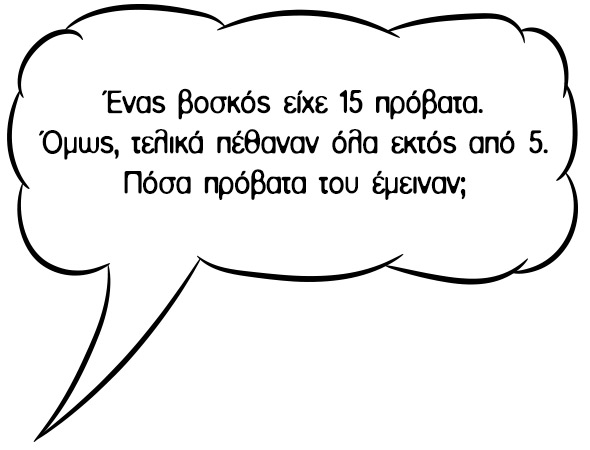 Ένας βοσκός είχε 15 πρόβατα.
Όμως, τελικά πέθαναν όλα εκτός από 5.
Πόσα πρόβατα του έμειναν;